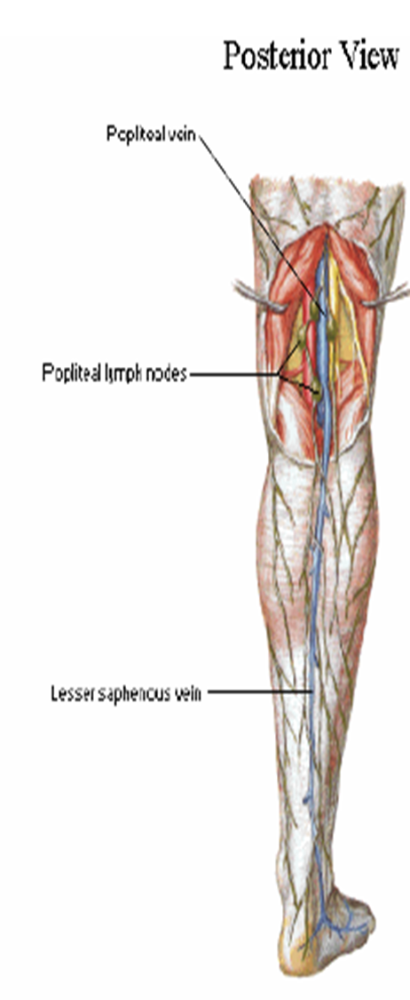 Posterior View
Popliteal vein
Popliteal lymph nodes
Lesser saphenous vein